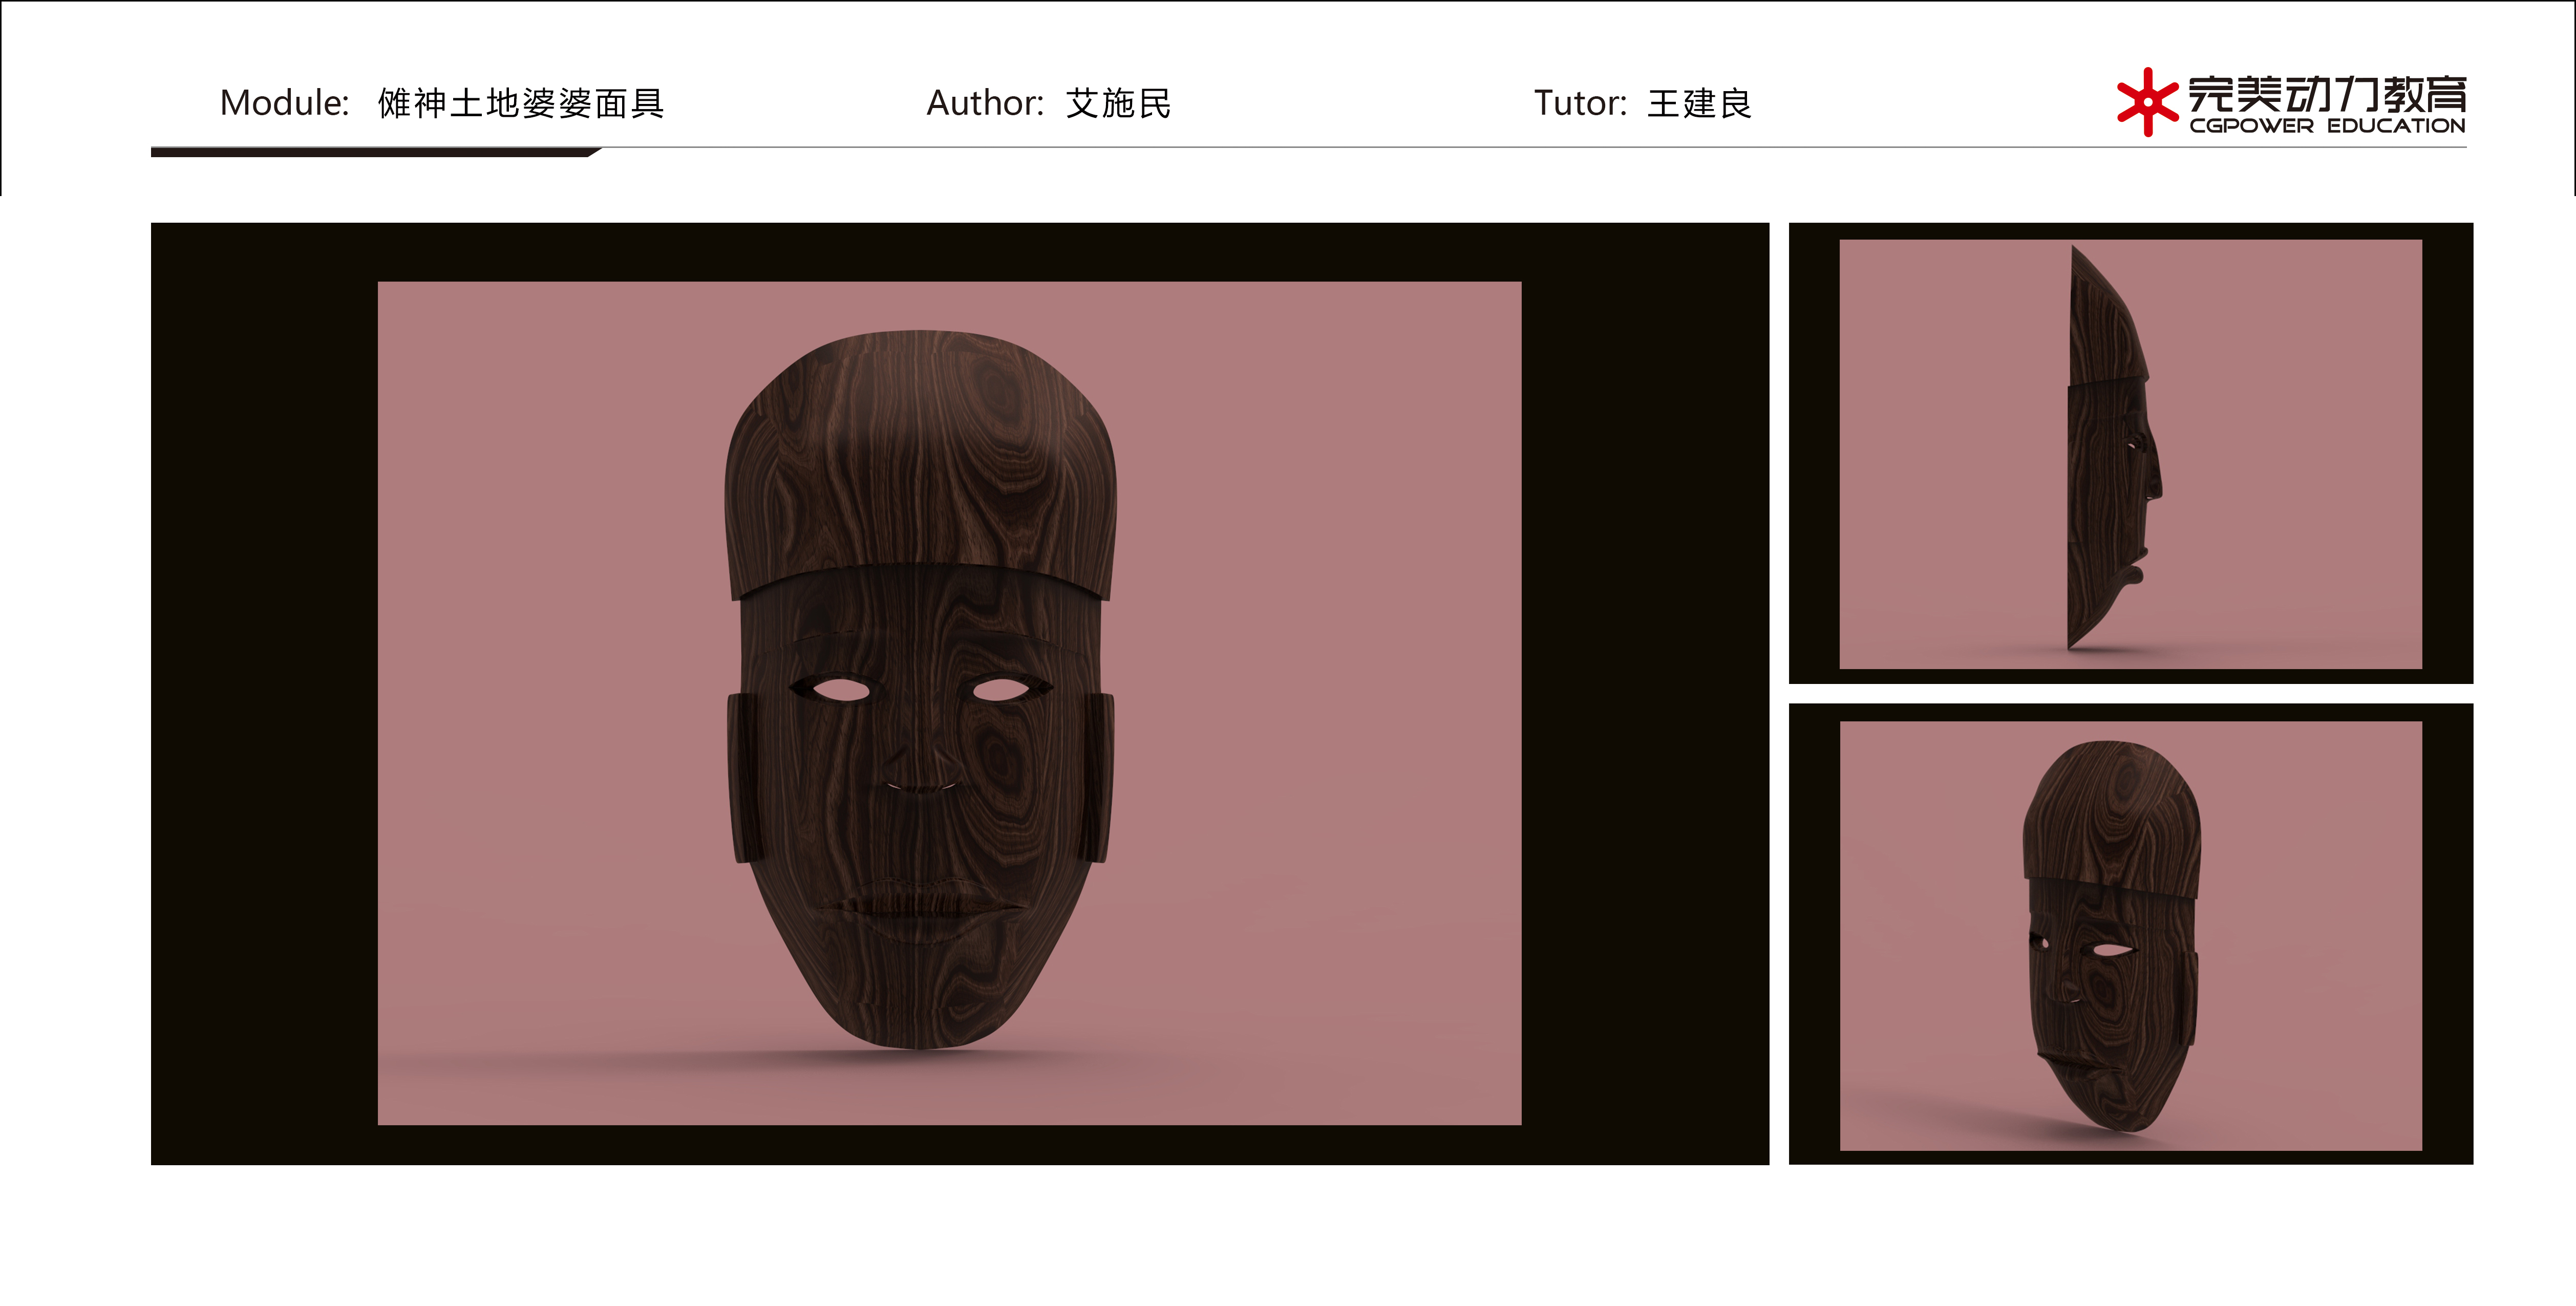 Module: 傩神土地婆婆面具
Author: 艾施民
Tutor: 王建良
完美动力教育
CGPOWER EDUCATION